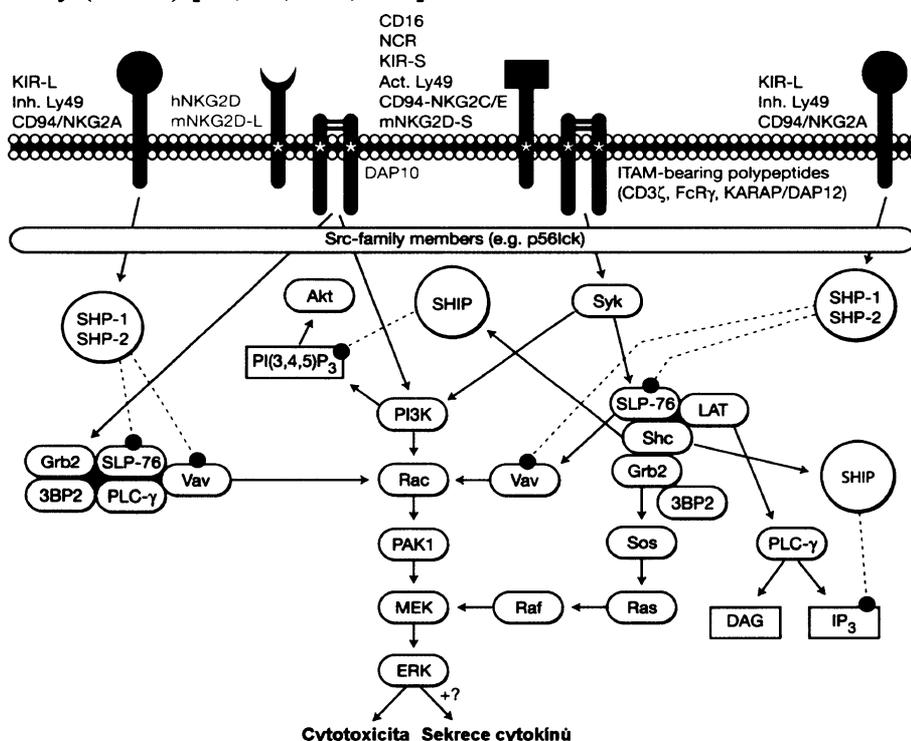 CD16
NCR
KIR-S
Act. Ly49
CD94-NKG2C/E
mNKG2D-S
KIR-L
Inh. Ly49
CD94/NKG2A
hNKG2D
mNKG2D-L
KIR-L
Inh. Ly49
CD94/NKG2A
DAP10
ITAM-bearing polypeptides
(CD3ζ, FcRγ, KARAP/DAP12)
Src-family members (e.g. p56lck)
SHP-1
SHP-2
Akt
SHIP
Syk
SHP-1
SHP-2
PI(3,4,5)P3
PI3K
SLP-76
LAT
Shc
Grb2
SLP-76
Vav
3BP2
PLC-γ
Rac
Vav
Grb2
3BP2
SHIP
PAK1
Sos
PLC-γ
MEK
Raf
Ras
DAG
IP3
ERK
+?
Cytotoxicita Sekrece cytokínů